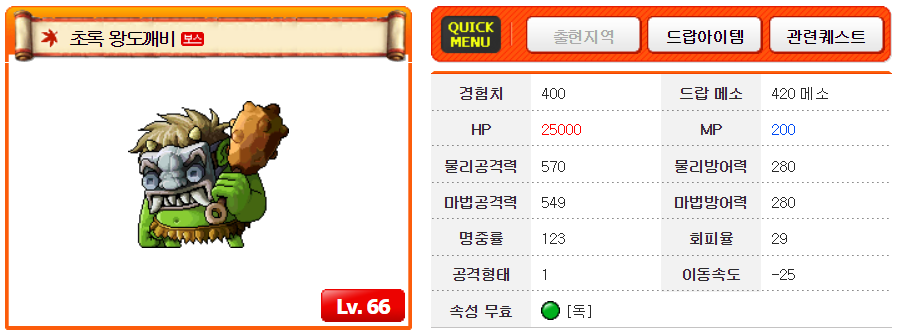 초록 왕도깨비 보스
Lv. 66
QUICK MENU
출현지역
드랍아이템
관련퀘스트
경험치 400 드랍 메소 420 메소
HP 25000 MP 200
물리공격력 570 물리방어력 280
마법공격력 549 마법방어력 280
명중률 123 회피율 29
공격형태 1 이동속도 -25
속성 무효 [독]